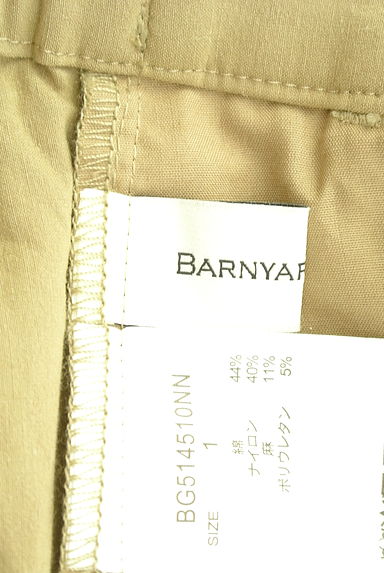 BARNYAR
BG514510NN
SIZE 1
綿 44%
ナイロン 40%
麻 11%
ポリウレタン 5%